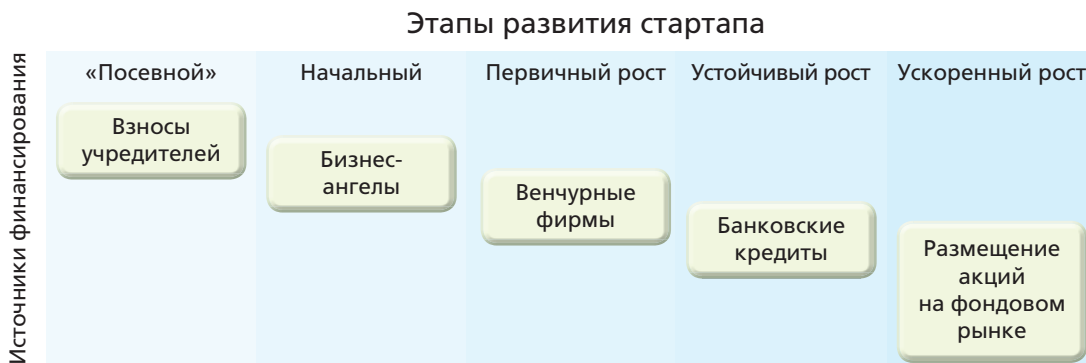 Этапы развития стартапа
Источники финансирования
«Посевной»
Начальный
Первичный рост
Устойчивый рост
Ускоренный рост
Взносы
учредителей
Бизнес-
ангелы
Венчурные
фирмы
Банковские
кредиты
Размещение
акций
на фондовом
рынке